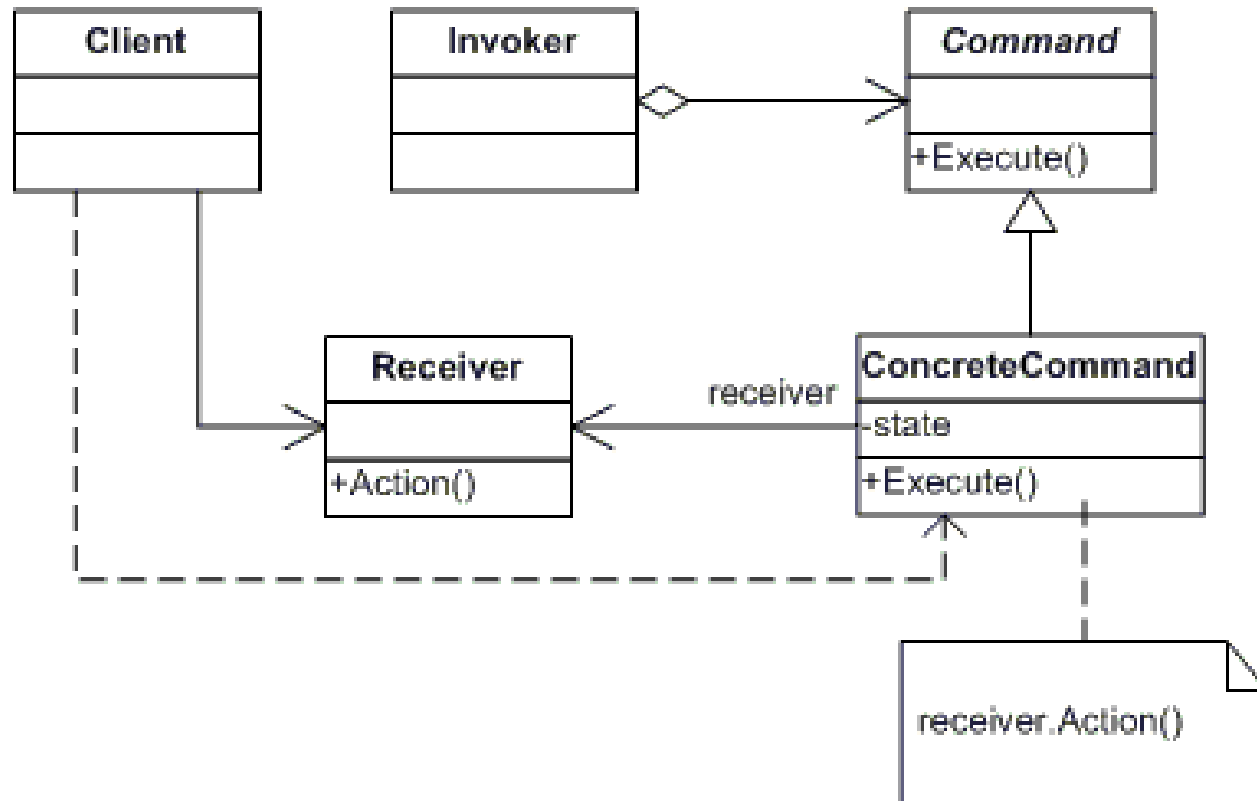 Client
Invoker
Command
+Execute()
Receiver
+Action()
receiver
ConcreteCommand
-state
+Execute()
receiver.Action()